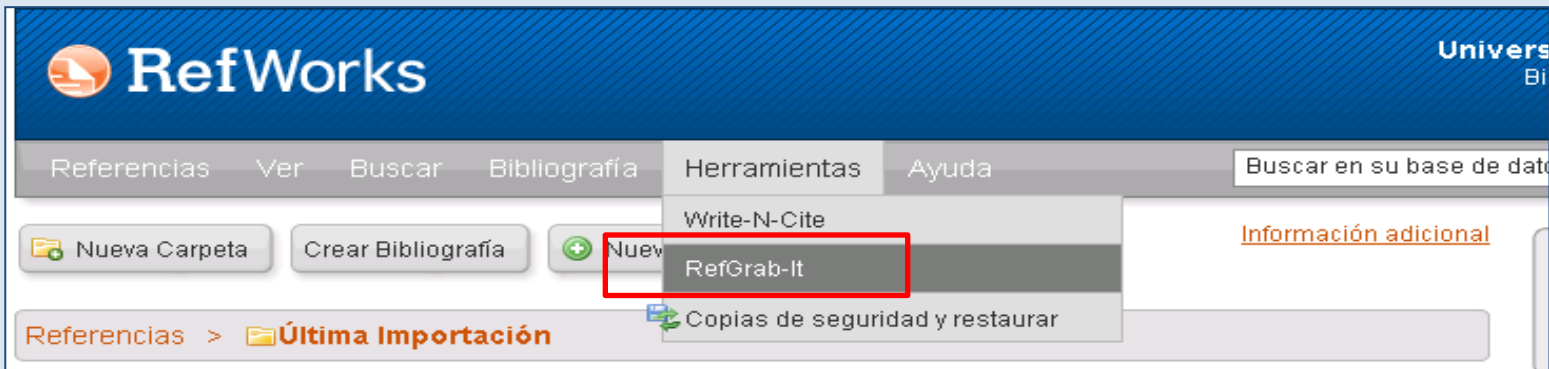 RefWorks
Univers
Bi
Referencias Ver Buscar Bibliografía Herramientas Ayuda
Buscar en su base de dato
Write-N-Cite
Nueva Carpeta Crear Bibliografía Nuev
Información adicional
RefGrab-It
Copias de seguridad y restaurar
Referencias > Última Importación